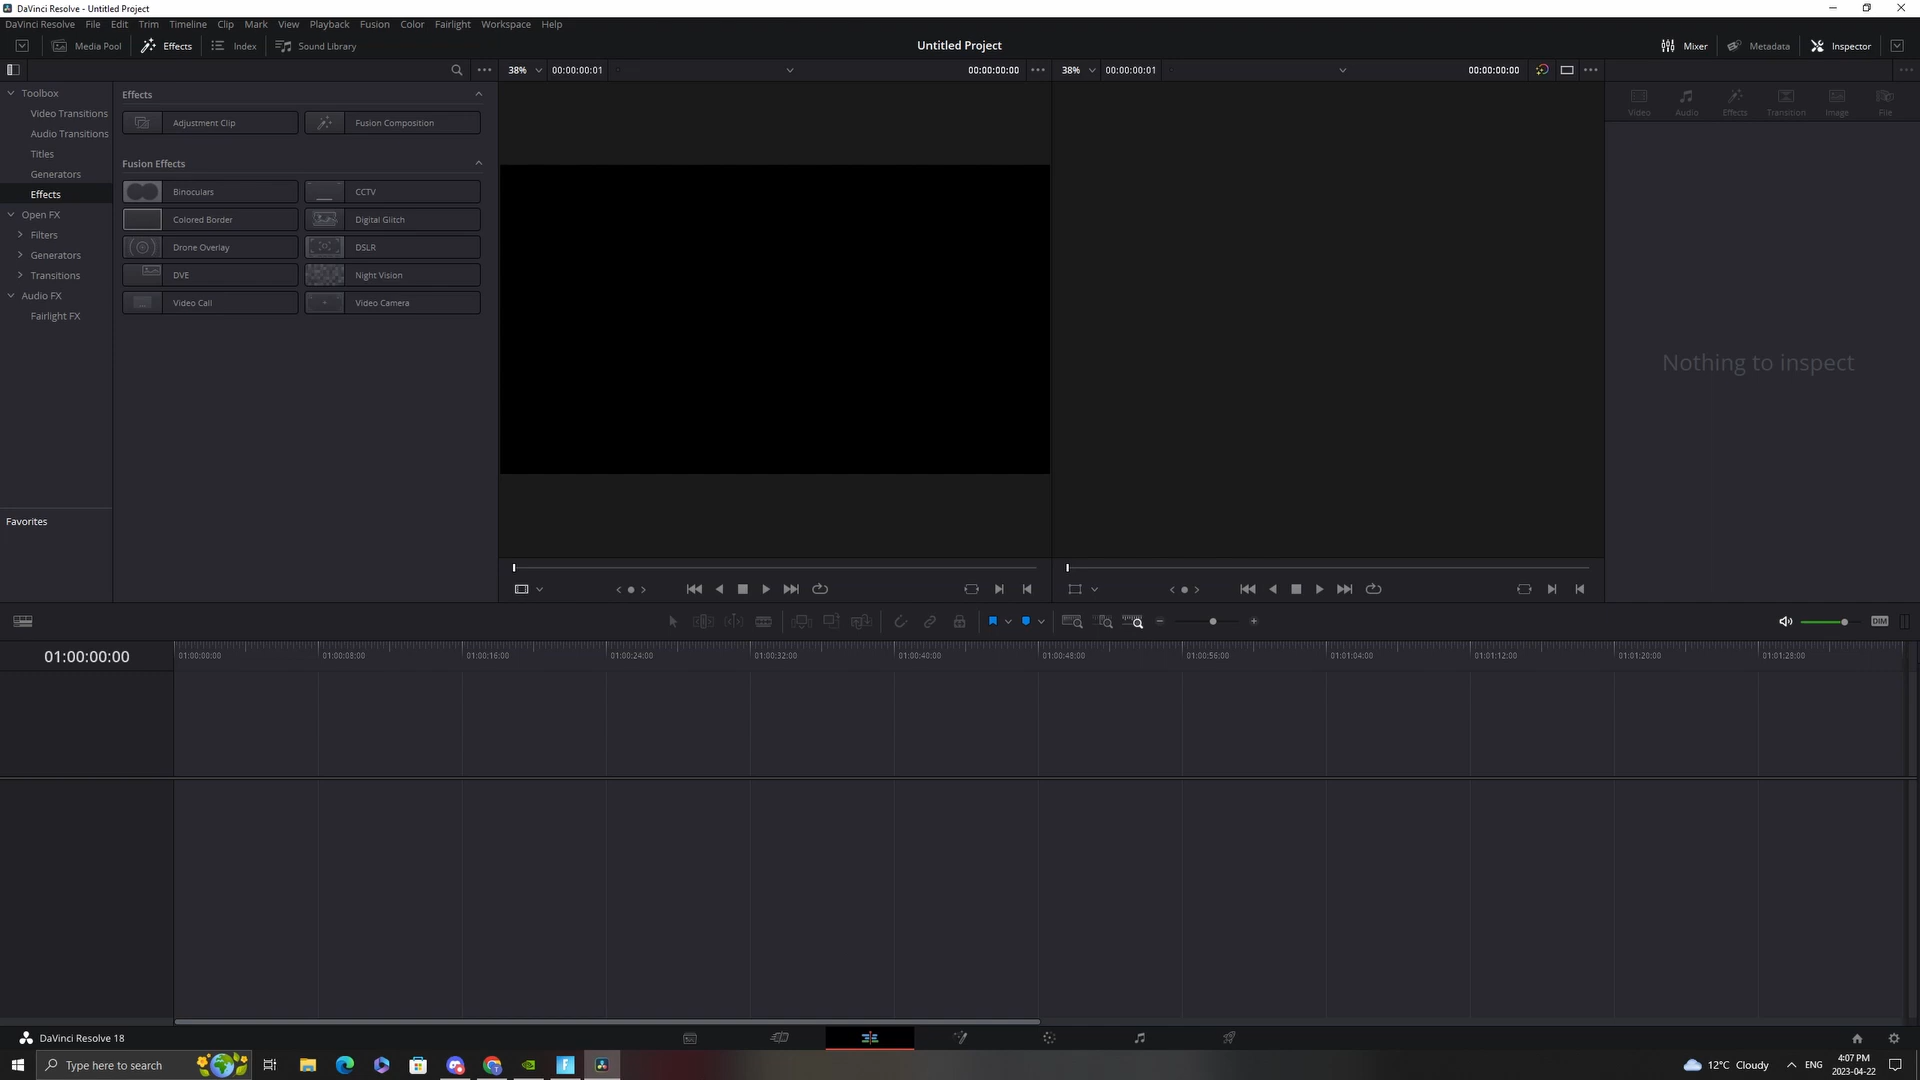 DaVinci Resolve - Untitled Project
DaVinci Resolve File Edit Trim Timeline Clip Mark View Playback Fusion Color Fairlight Workspace Help
Media Pool Effects Index Sound Library Untitled Project Mixer Metadata Inspector
38% 00:00:00:01 00:00:00:00 38% 00:00:00:01 00:00:00:00
Toolbox
Video Transitions
Audio Transitions
Titles
Generators
Effects
Open FX
Filters
Generators
Transitions
Audio FX
Fairlight FX
Favorites
Effects
Adjustment Clip Fusion Composition
Fusion Effects
Binoculars CCTV
Colored Border Digital Glitch
Drone Overlay DSLR
DVE Night Vision
Video Call Video Camera
Video Audio Effects Transition Image File
Nothing to inspect
DIM
01:00:00:00
01:00:00:00 01:00:08:00 01:00:16:00 01:00:24:00 01:00:32:00 01:00:40:00 01:00:48:00 01:00:56:00 01:01:04:00 01:01:12:00 01:01:20:00 01:01:28:00
DaVinci Resolve 18
Type here to search
12°C Cloudy
ENG
4:07 PM
2023-04-22